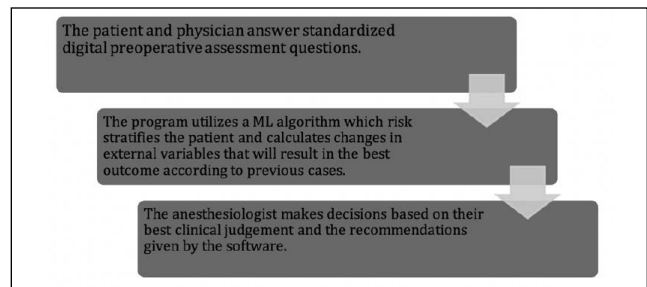 The patient and physician answer standardized
digital preoperative assessment questions.
The program utilizes a ML algorithm which risk
stratifies the patient and calculates changes in
external variables that will result in the best
outcome according to previous cases.
The anesthesiologist makes decisions based on their
best clinical judgement and the recommendations
given by the software.